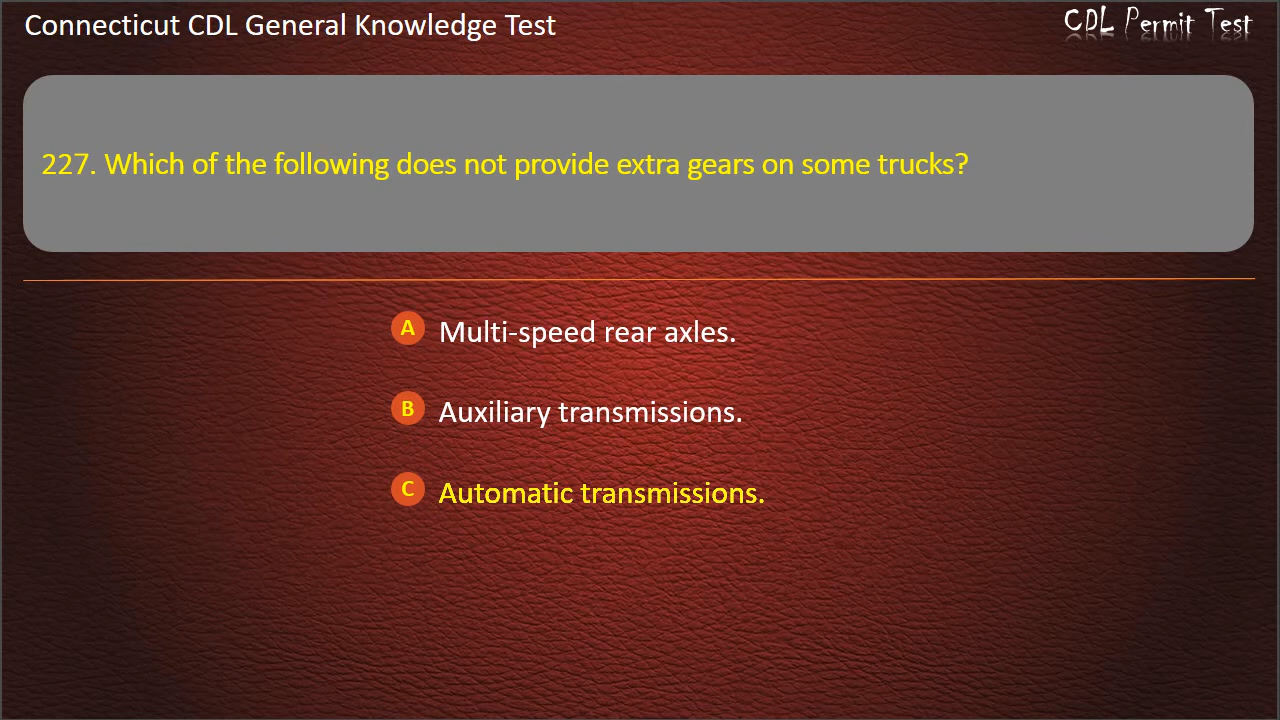 Connecticut CDL General Knowledge Test
CDL Permit Test
227. Which of the following does not provide extra gears on some trucks?
A Multi-speed rear axles.
B Auxiliary transmissions.
C Automatic transmissions.